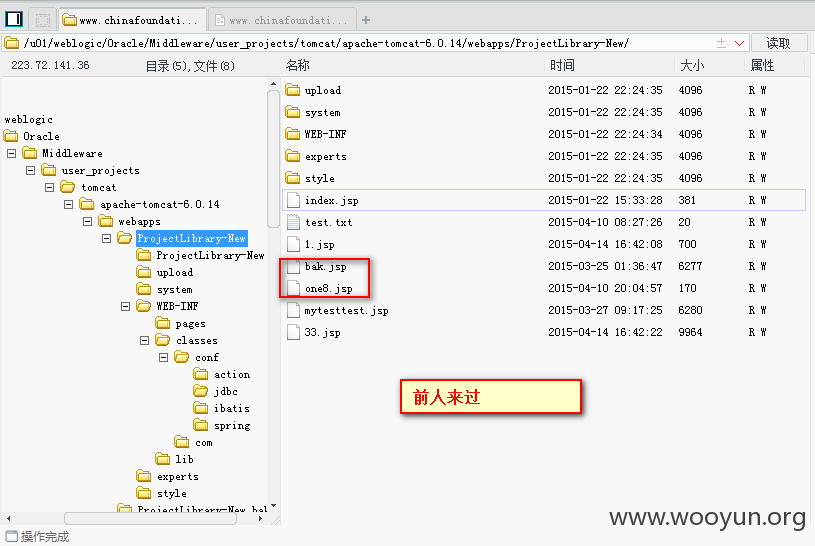 www.chinafoundati...
www.chinafoundati...
/u01/weblogic/Oracle/Middleware/user_projects/tomcat/apache-tomcat-6.0.14/webapps/ProjectLibrary-New/
读取
223.72.141.36
目录(5),文件(8)
名称 时间 大小 属性
weblogic
Oracle
Middleware
user_projects
tomcat
apache-tomcat-6.0.14
webapps
ProjectLibrary-New
ProjectLibrary-New
upload
system
WEB-INF
pages
classes
conf
action
jdbc
ibatis
spring
com
lib
experts
style
ProjectLibrary-New_bak
upload 2015-01-22 22:24:35 4096 R W
system 2015-01-22 22:24:35 4096 R W
WEB-INF 2015-01-22 22:24:34 4096 R W
experts 2015-01-22 22:24:35 4096 R W
style 2015-01-22 22:24:35 4096 R W
index.jsp 2015-01-22 15:33:28 381 R W
test.txt 2015-04-10 08:27:26 20 R W
1.jsp 2015-04-14 16:42:08 700 R W
bak.jsp 2015-03-25 01:36:47 6277 R W
one8.jsp 2015-04-10 20:04:57 170 R W
mytesttest.jsp 2015-03-27 09:17:25 6280 R W
33.jsp 2015-04-14 16:42:22 9964 R W
前人来过
www.wooyun.org
操作完成